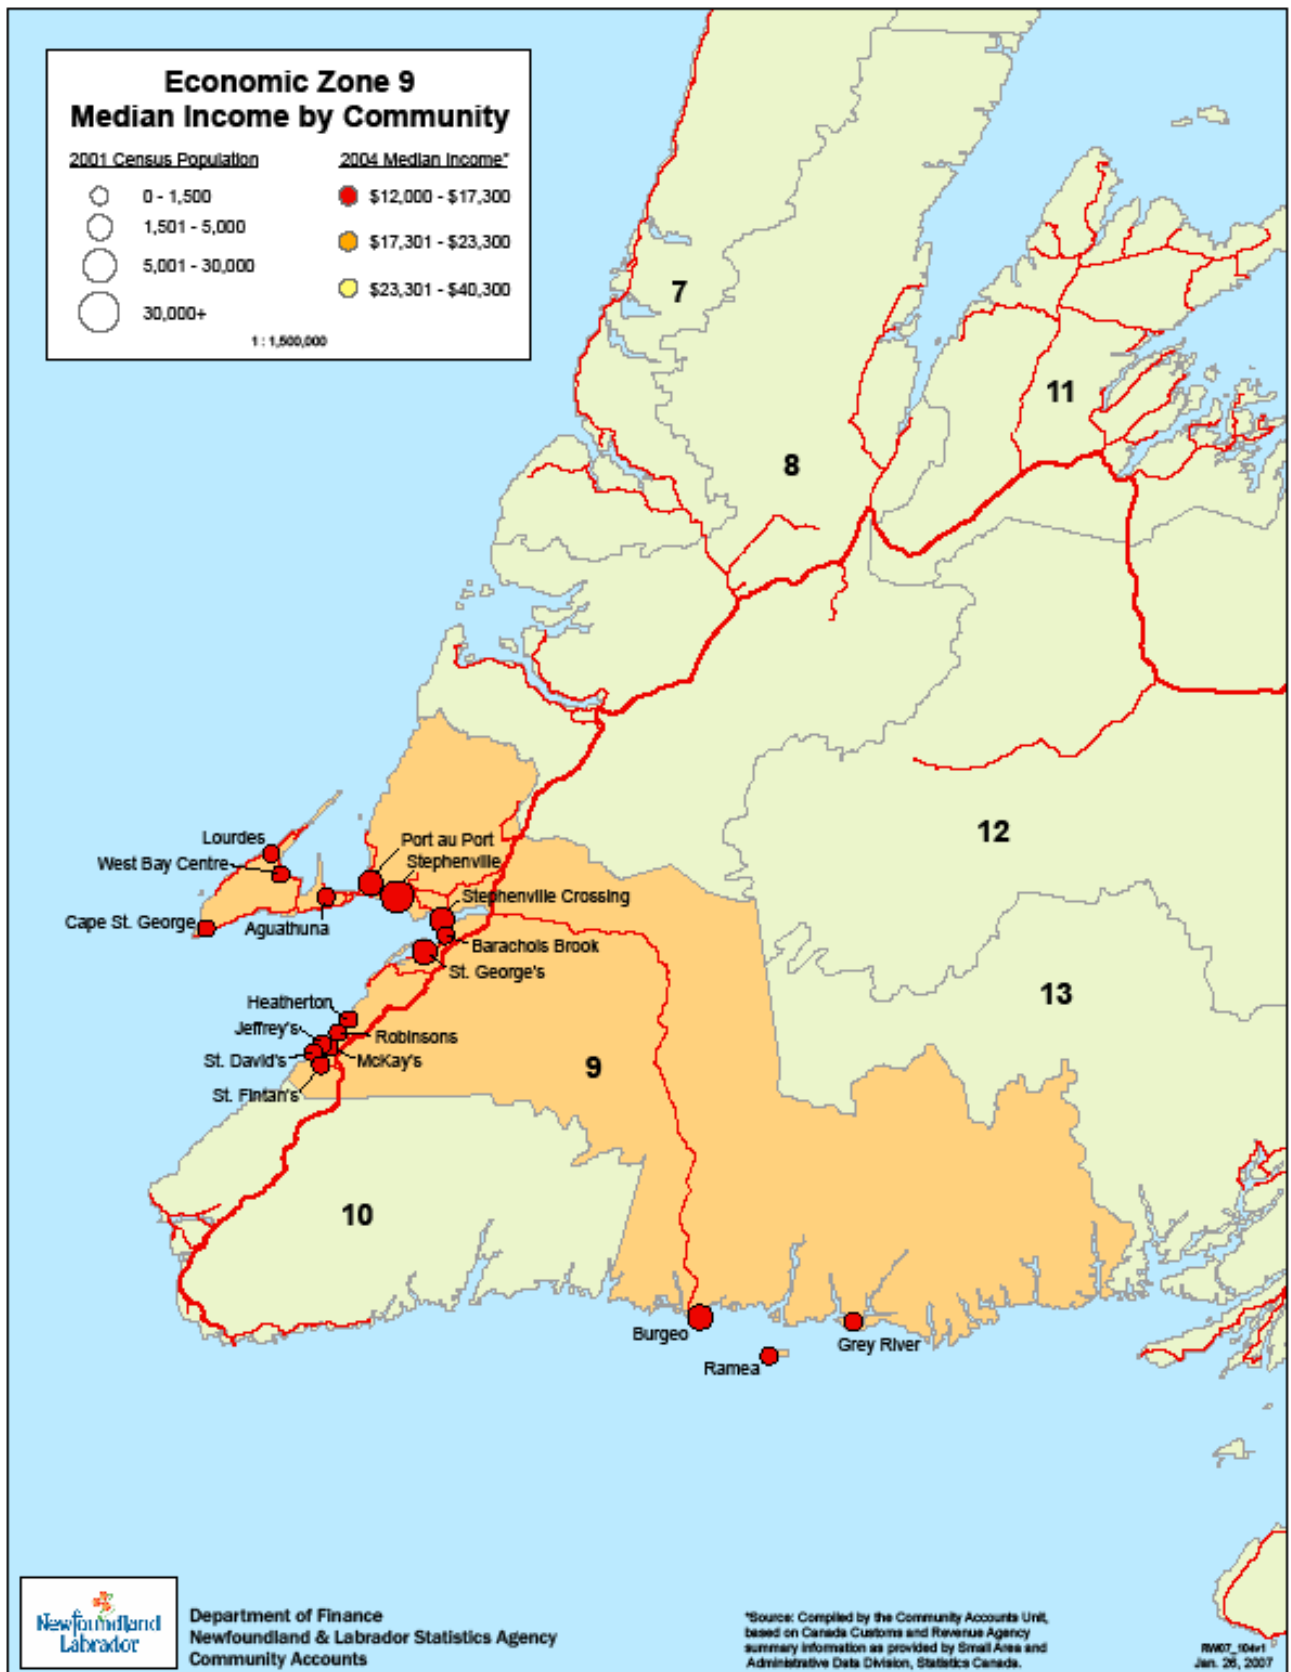 Economic Zone 9
Median Income by Community
2001 Census Population
2004 Median Income*
0 - 1,500
$12,000 - $17,300
1,501 - 5,000
$17,301 - $23,300
5,001 - 30,000
$23,301 - $40,300
30,000+
1 : 1,500,000
7
11
8
12
Lourdes
Port au Port
West Bay Centre
Stephenville
Stephenville Crossing
Cape St. George
Aguathuna
Barachois Brook
St. George's
13
Heatherton
Jeffrey's
Robinsons
St. David's
McKay's
9
St. Fintan's
10
Burgeo
Grey River
Ramea
Newfoundland
Labrador
Department of Finance
Newfoundland & Labrador Statistics Agency
Community Accounts
*Source: Compiled by the Community Accounts Unit,
based on Canada Customs and Revenue Agency
summary information as provided by Small Area and
Administrative Data Division, Statistics Canada.
RW07_104v1
Jan. 26, 2007